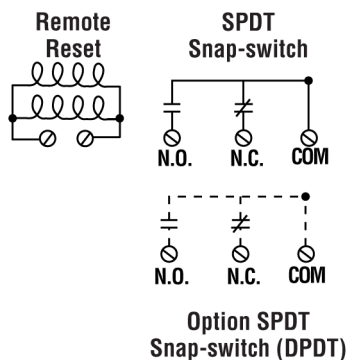 Remote
Reset
SPDT
Snap-switch
N.O. N.C. COM
N.O. N.C. COM
Option SPDT
Snap-switch (DPDT)